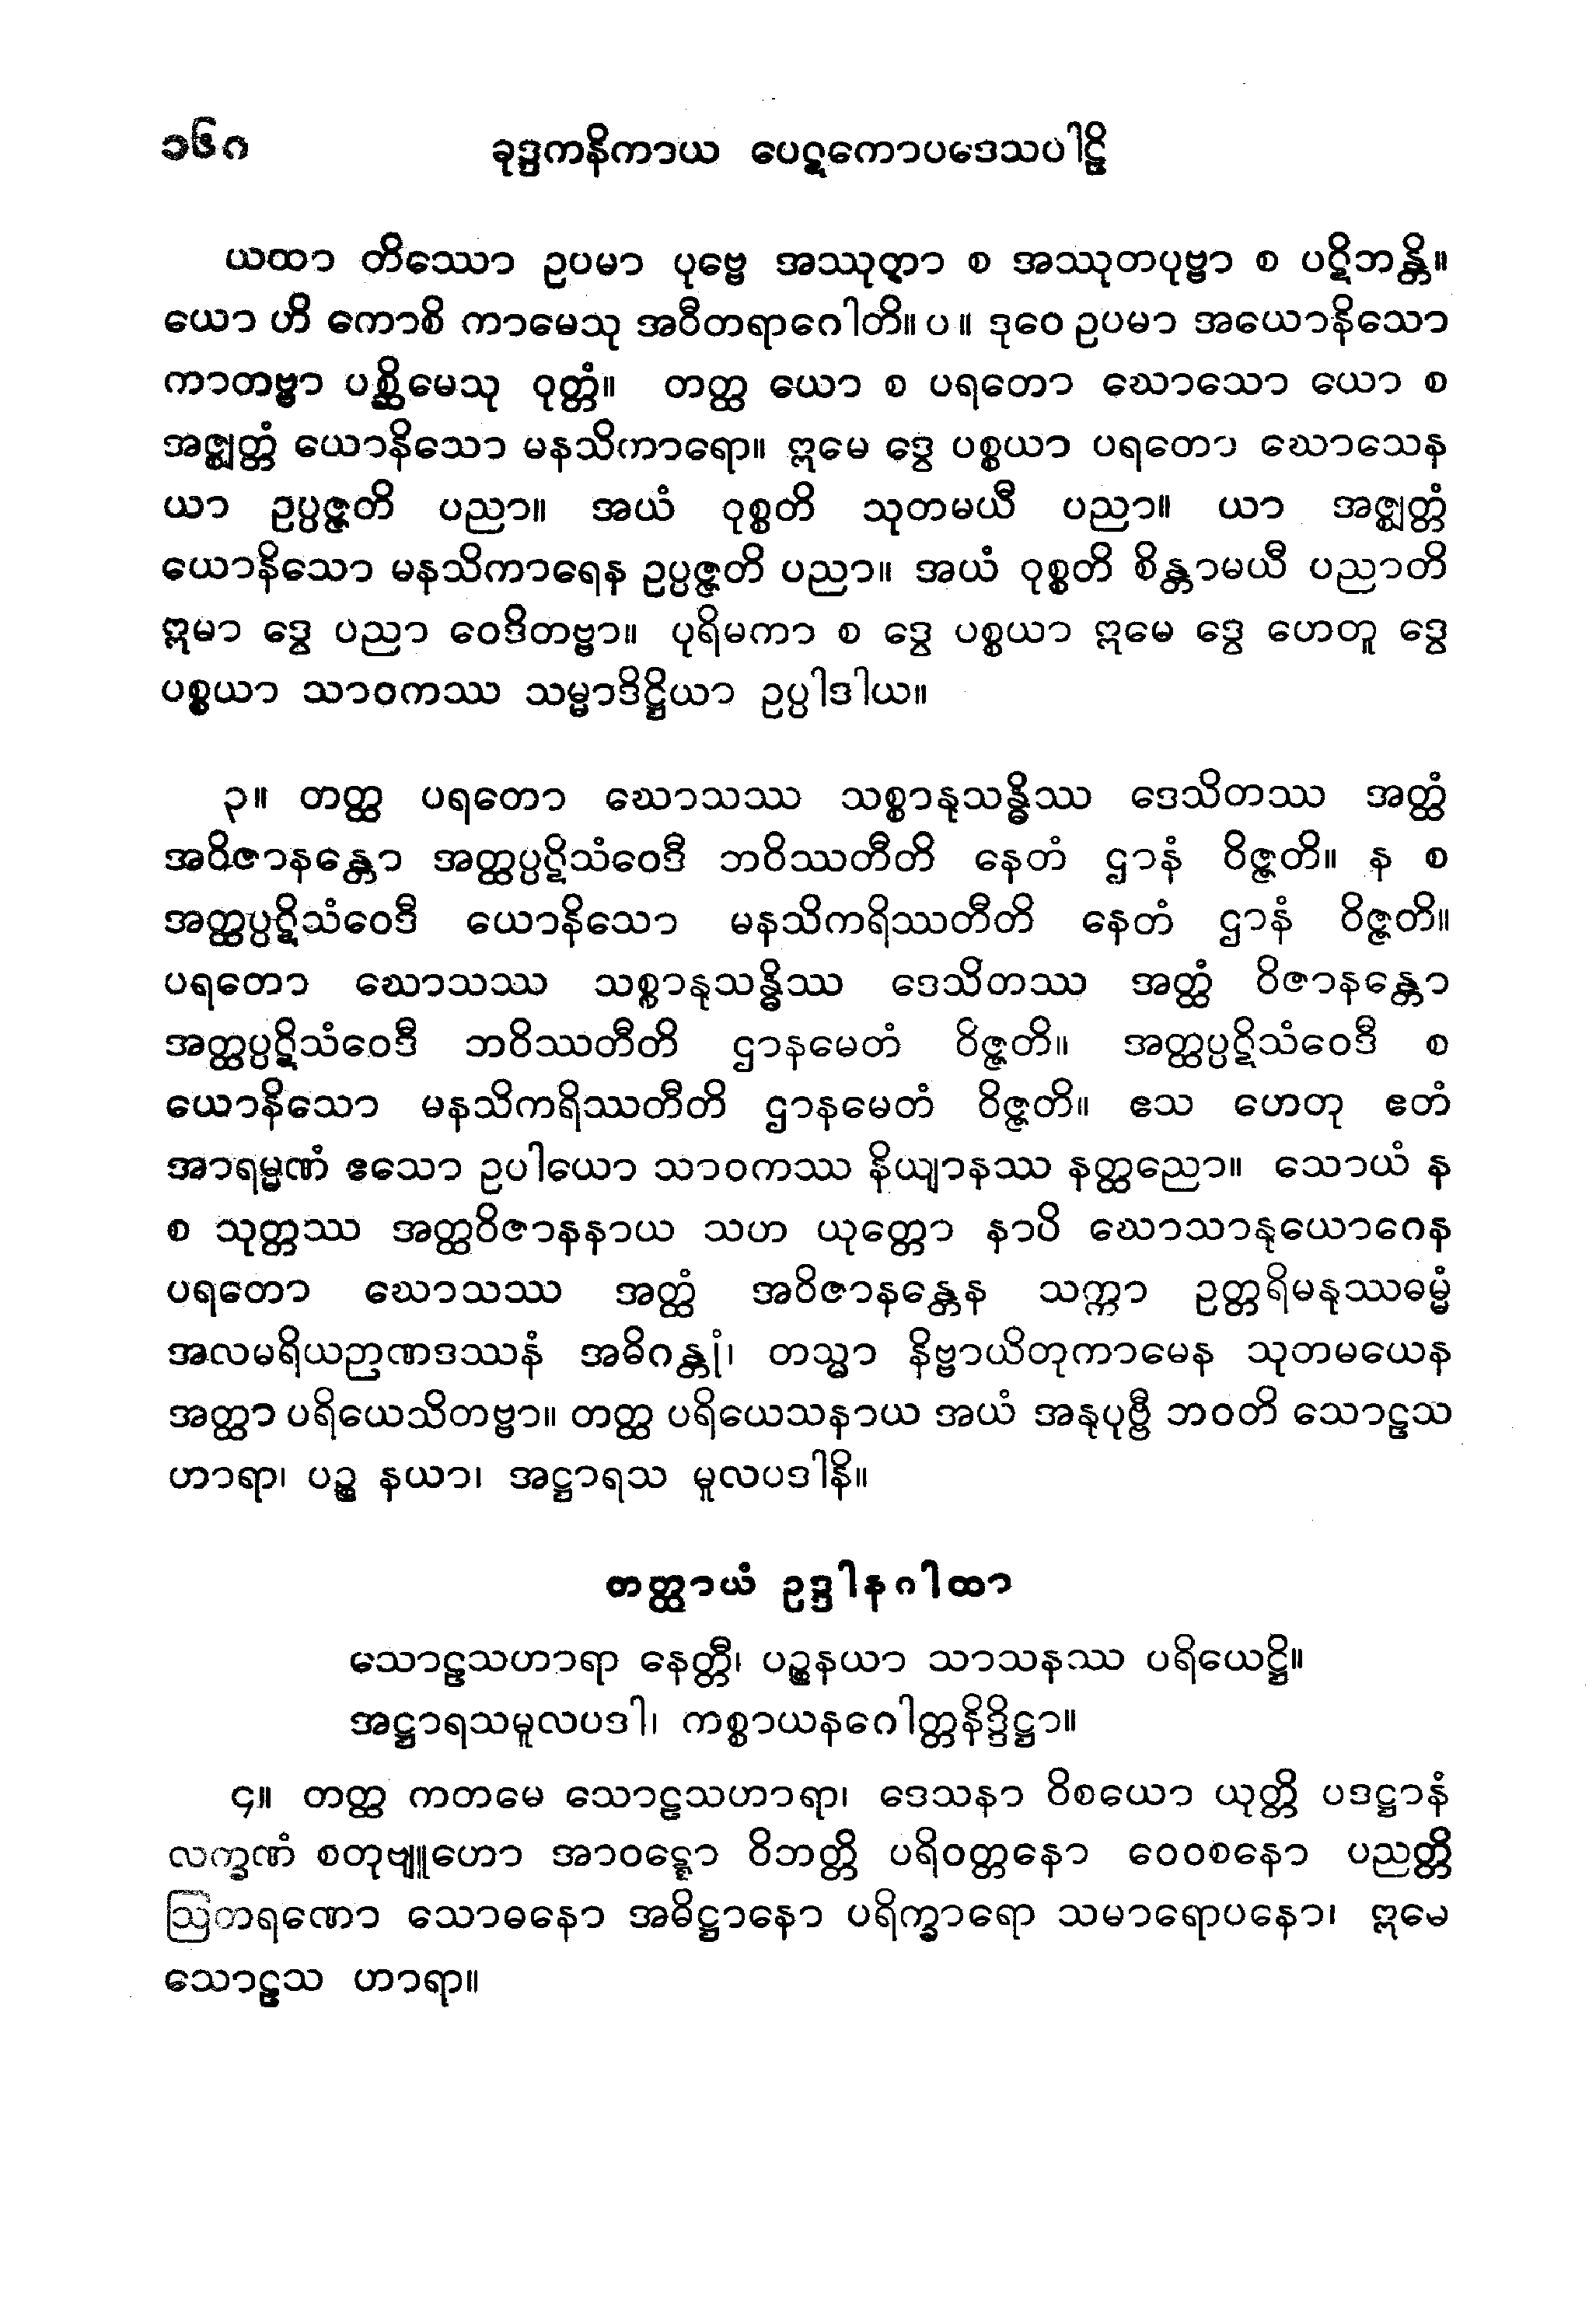 ၁၆၈ ခုဒ္ဒကနိကာယ ပေဋကောပဒေသပါဠိ
ယထာ တိဿော ဥပမာ ပုဗ္ဗေ အဿုတာ စ အဿုတပုဗ္ဗာ စ ပဋိဘန္တိ။
ယော ဟိ ကောစိ ကာမေသု အဝီတရာဂေါတိ။ပ။ ဒုဝေ ဥပမာ အယောနိသော
ကာတဗ္ဗာ ပစ္ဆိမေသု ဝုတ္တံ။ တတ္ထ ယော စ ပရတော ဃောသော ယော စ
အဇ္ဈတ္တံ ယောနိသော မနသိကာရော။ ဣမေ ဒွေ ပစ္စယာ ပရတော ဃောသေန
ယာ ဥပ္ပဇ္ဇတိ ပညာ။ အယံ ဝုစ္စတိ သုတမယီ ပညာ။ ယာ အဇ္ဈတ္တံ
ယောနိသော မနသိကာရေန ဥပ္ပဇ္ဇတိ ပညာ။ အယံ ဝုစ္စတိ စိန္တာမယီ ပညာတိ
ဣမာ ဒွေ ပညာ ဝေဒိတဗ္ဗာ။ ပုရိမကာ စ ဒွေ ပစ္စယာ ဣမေ ဒွေ ဟေတူ ဒွေ
ပစ္စယာ သာဝကဿ သမ္မာဒိဋ္ဌိယာ ဥပ္ပါဒါယ။
၃။ တတ္ထ ပရတော ဃောသဿ သစ္စာနုသန္ဓိဿ ဒေသိတဿ အတ္ထံ
အဝိဇာနန္တော အတ္ထပ္ပဋိသံဝေဒီ ဘဝိဿတီတိ နေတံ ဌာနံ ဝိဇ္ဇတိ။ န စ
အတ္ထပ္ပဋိသံဝေဒီ ယောနိသော မနသိကရိဿတီတိ နေတံ ဌာနံ ဝိဇ္ဇတိ။
ပရတော ဃောသဿ သစ္စာနုသန္ဓိဿ ဒေသိတဿ အတ္ထံ ဝိဇာနန္တော
အတ္ထပ္ပဋိသံဝေဒီ ဘဝိဿတီတိ ဌာနမေတံ ဝိဇ္ဇတိ။ အတ္ထပ္ပဋိသံဝေဒီ စ
ယောနိသော မနသိကရိဿတီတိ ဌာနမေတံ ဝိဇ္ဇတိ။ ဧသ ဟေတု ဧတံ
အာရမ္မဏံ ဧသော ဥပါယော သာဝကဿ နိယျာနဿ နတ္ထညော။ သောယံ န
စ သုတ္တဿ အတ္ထဝိဇာနနာယ သဟ ယုတ္တော နာပိ ဃောသာနုယောဂေန
ပရတော ဃောသဿ အတ္ထံ အဝိဇာနန္တေန သက္ကာ ဥတ္တရိမနုဿဓမ္မံ
အလမရိယဉာဏဒဿနံ အဓိဂန္တုံ၊ တသ္မာ နိဗ္ဗာယိတုကာမေန သုတမယေန
အတ္ထာ ပရိယေသိတဗ္ဗာ။ တတ္ထ ပရိယေသနာယ အယံ အနုပုဗ္ဗီ ဘဝတိ သောဠသ
ဟာရာ၊ ပဉ္စ နယာ၊ အဋ္ဌာရသ မူလပဒါနိ။
တတ္ထာယံ ဥဒ္ဒါနဂါထာ
သောဠသဟာရာ နေတ္တီ၊ ပဉ္စနယာ သာသနဿ ပရိယေဋ္ဌိ။
အဋ္ဌာရသမူလပဒါ၊ ကစ္စာယနဂေါတ္တနိဒ္ဒိဋ္ဌာ။
၄။ တတ္ထ ကတမေ သောဠသဟာရာ၊ ဒေသနာ ဝိစယော ယုတ္တိ ပဒဋ္ဌာနံ
လက္ခဏံ စတုဗျူဟော အာဝဋ္ဋော ဝိဘတ္တိ ပရိဝတ္တနော ဝေဝစနော ပညတ္တိ
ဩတရဏော သောဓနော အဓိဋ္ဌာနော ပရိက္ခာရော သမာရောပနော၊ ဣမေ
သောဠသ ဟာရာ။